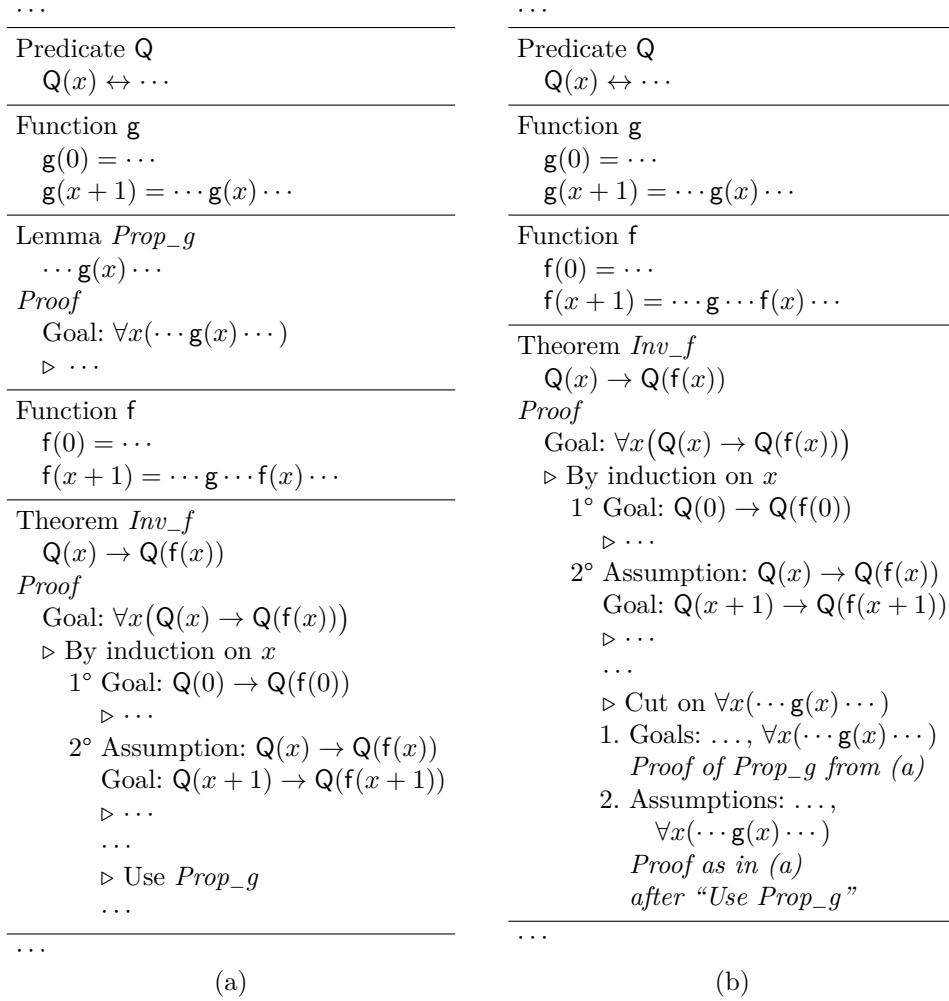 ...
Predicate Q
Q(x) ↔ ···
Function g
g(0) = ···
g(x + 1) = ··· g(x) ···
Lemma Prop_g
··· g(x) ···
Proof
Goal: ∀x(··· g(x) ···)
▷ ···
Function f
f(0) = ···
f(x + 1) = ··· g ··· f(x) ···
Theorem Inv_f
Q(x) → Q(f(x))
Proof
Goal: ∀x(Q(x) → Q(f(x)))
▷ By induction on x
1° Goal: Q(0) → Q(f(0))
▷ ···
2° Assumption: Q(x) → Q(f(x))
Goal: Q(x + 1) → Q(f(x + 1))
▷ ···
...
▷ Use Prop_g
...
...
(a)
...
Predicate Q
Q(x) ↔ ···
Function g
g(0) = ···
g(x + 1) = ··· g(x) ···
Function f
f(0) = ···
f(x + 1) = ··· g ··· f(x) ···
Theorem Inv_f
Q(x) → Q(f(x))
Proof
Goal: ∀x(Q(x) → Q(f(x)))
▷ By induction on x
1° Goal: Q(0) → Q(f(0))
▷ ···
2° Assumption: Q(x) → Q(f(x))
Goal: Q(x + 1) → Q(f(x + 1))
▷ ···
...
▷ Cut on ∀x(··· g(x) ···)
1. Goals: ..., ∀x(··· g(x) ···)
Proof of Prop_g from (a)
2. Assumptions: ...,
∀x(··· g(x) ···)
Proof as in (a)
after “Use Prop_g”
...
(b)